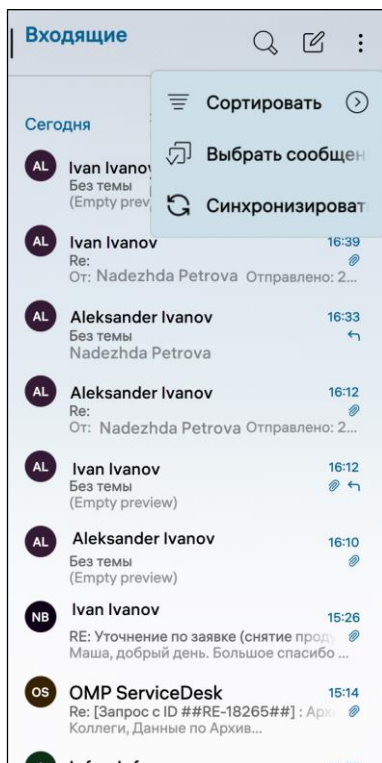 Входящие
Сортировать
Сегодня
Выбрать сообщен
AL
Ivan Ivanov
Без темы
(Empty prev
Синхронизироват
AL
Ivan Ivanov
16:39
Re:
От: Nadezhda Petrova Отправлено: 2...
AL
Aleksander Ivanov
16:33
Без темы
Nadezhda Petrova
AL
Aleksander Ivanov
16:12
Re:
От: Nadezhda Petrova Отправлено: 2...
AL
Ivan Ivanov
16:12
Без темы
(Empty preview)
AL
Aleksander Ivanov
16:10
Без темы
(Empty preview)
NB
Ivan Ivanov
15:26
RE: Уточнение по заявке (снятие прод
Маша, добрый день. Большое спасибо ...
OS
OMP ServiceDesk
15:14
Re: [Запрос с ID ##RE-18265##] : Арх
Коллеги, Данные по Архив...